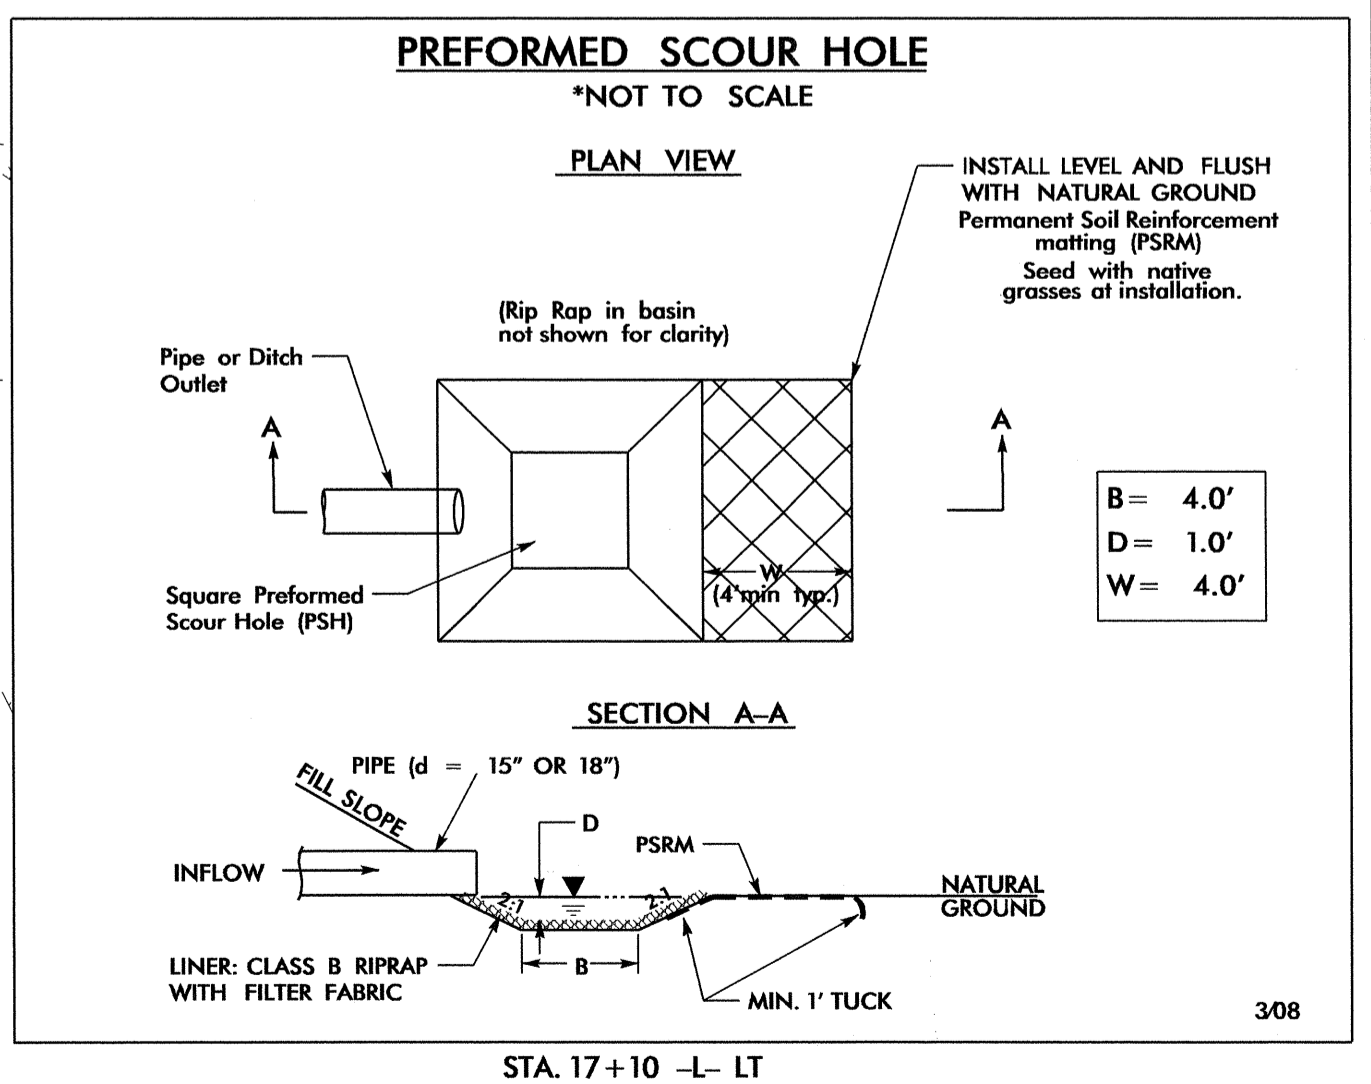 PREFORMED SCOUR HOLE
*NOT TO SCALE
PLAN VIEW
INSTALL LEVEL AND FLUSH
WITH NATURAL GROUND
Permanent Soil Reinforcement
matting (PSRM)
Seed with native
grasses at installation.
(Rip Rap in basin
not shown for clarity)
Pipe or Ditch
Outlet
A
A
B= 4.0'
D= 1.0'
W= 4.0'
W
(4'min typ.)
Square Preformed
Scour Hole (PSH)
SECTION A-A
PIPE (d = 15" OR 18")
FILL SLOPE
D
PSRM
INFLOW
2:1
2:1
NATURAL
GROUND
B
LINER: CLASS B RIPRAP
WITH FILTER FABRIC
MIN. 1' TUCK
3/08
STA. 17+10 -L- LT